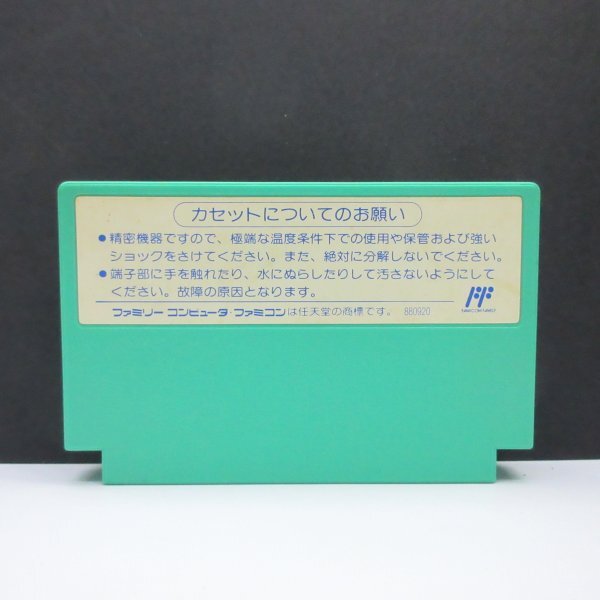 カセットについてのお願い
●精密機器ですので、極端な温度条件下での使用や保管および強い
ショックをさけてください。また、絶対に分解しないでください。
●端子部に手を触れたり、水にぬらしたりして汚さないようにして
ください。故障の原因となります。
ファミリー コンピュータ・ファミコンは任天堂の商標です。 880920
FAMICOM FAMILY